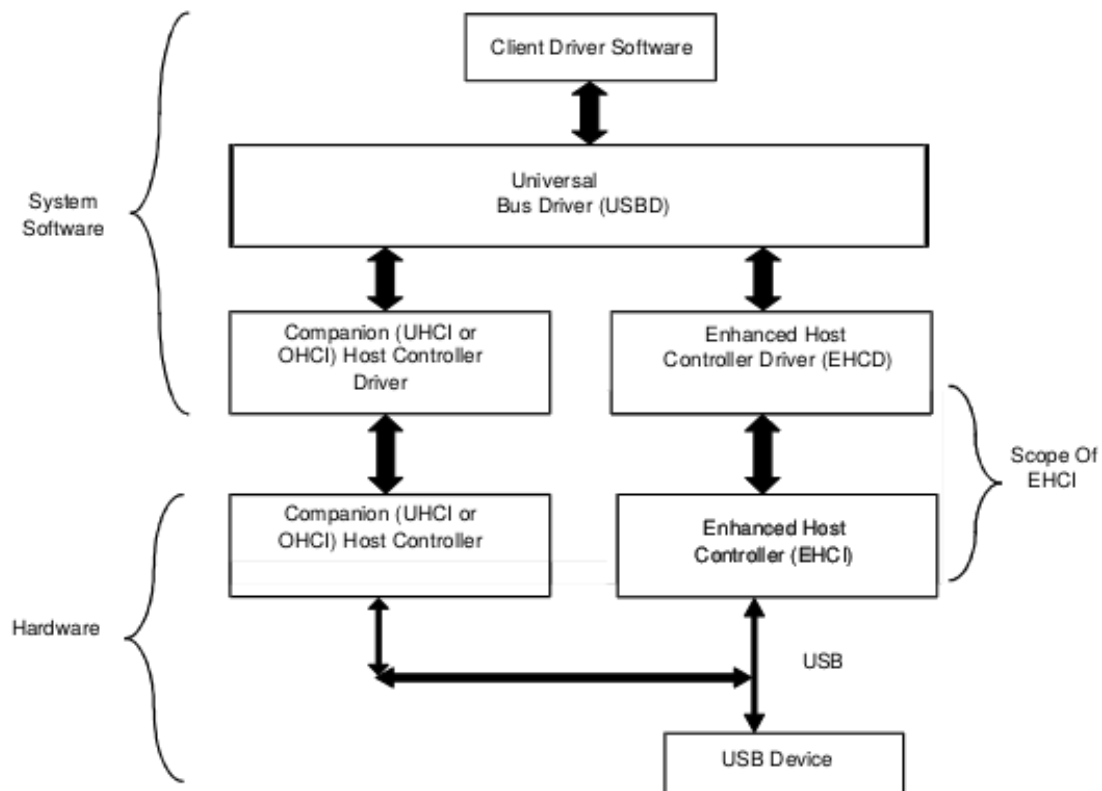 Client Driver Software
Universal
Bus Driver (USBD)
System
Software
Companion (UHCI or
OHCI) Host Controller
Driver
Enhanced Host
Controller Driver (EHCD)
Scope Of
EHCI
Companion (UHCI or
OHCI) Host Controller
Enhanced Host
Controller (EHCI)
Hardware
USB
USB Device